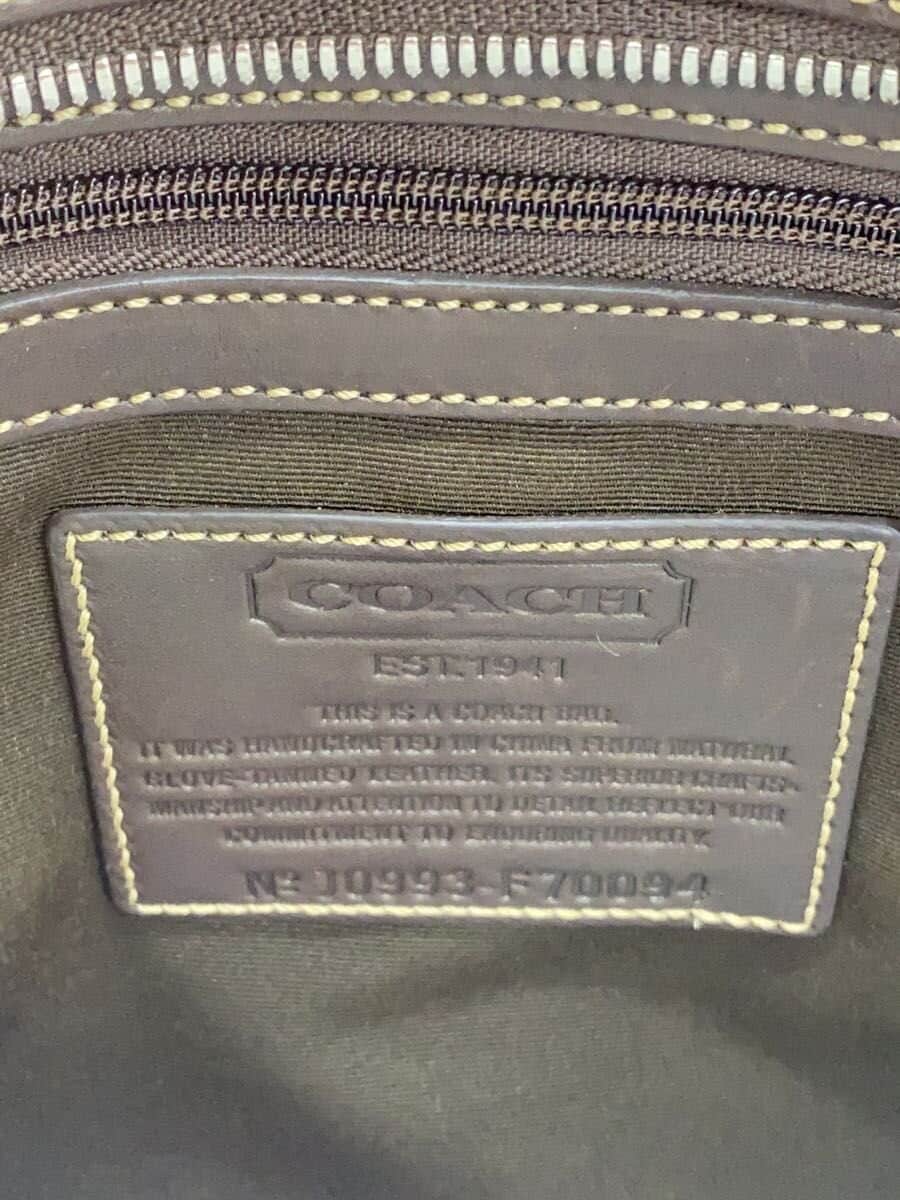 COACH
EST.1941
THIS IS A COACH BAG.
IT WAS HANDCRAFTED IN CHINA FROM NATURAL
GLOVE-TANNED LEATHER. ITS SUPERIOR CRAFTS-
MANSHIP AND ATTENTION TO DETAIL REFLECT OUR
COMMITMENT TO ENDURING QUALITY.
Nº J0993-F70094